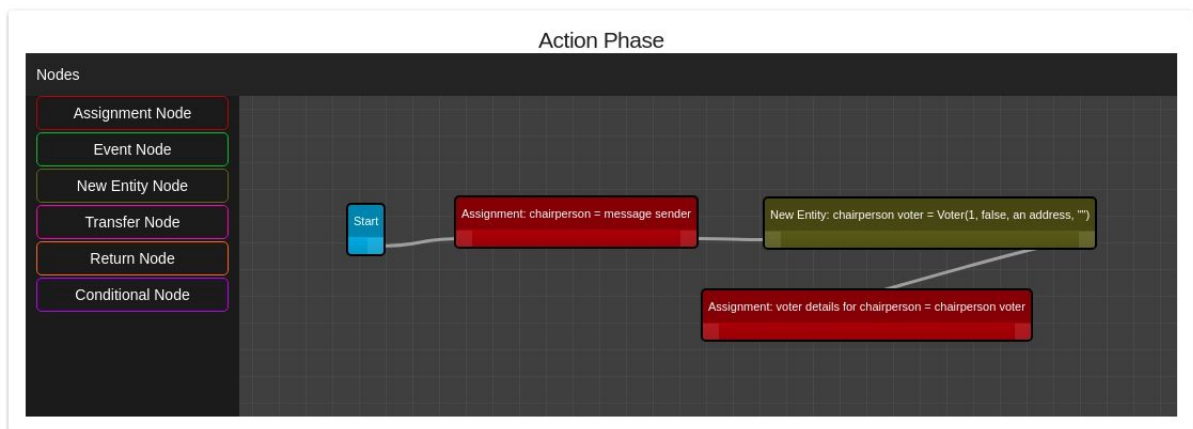 Action Phase
Nodes
Assignment Node
Event Node
New Entity Node
Transfer Node
Return Node
Conditional Node
Start
Assignment: chairperson = message sender
New Entity: chairperson voter = Voter(1, false, an address, "")
Assignment: voter details for chairperson = chairperson voter